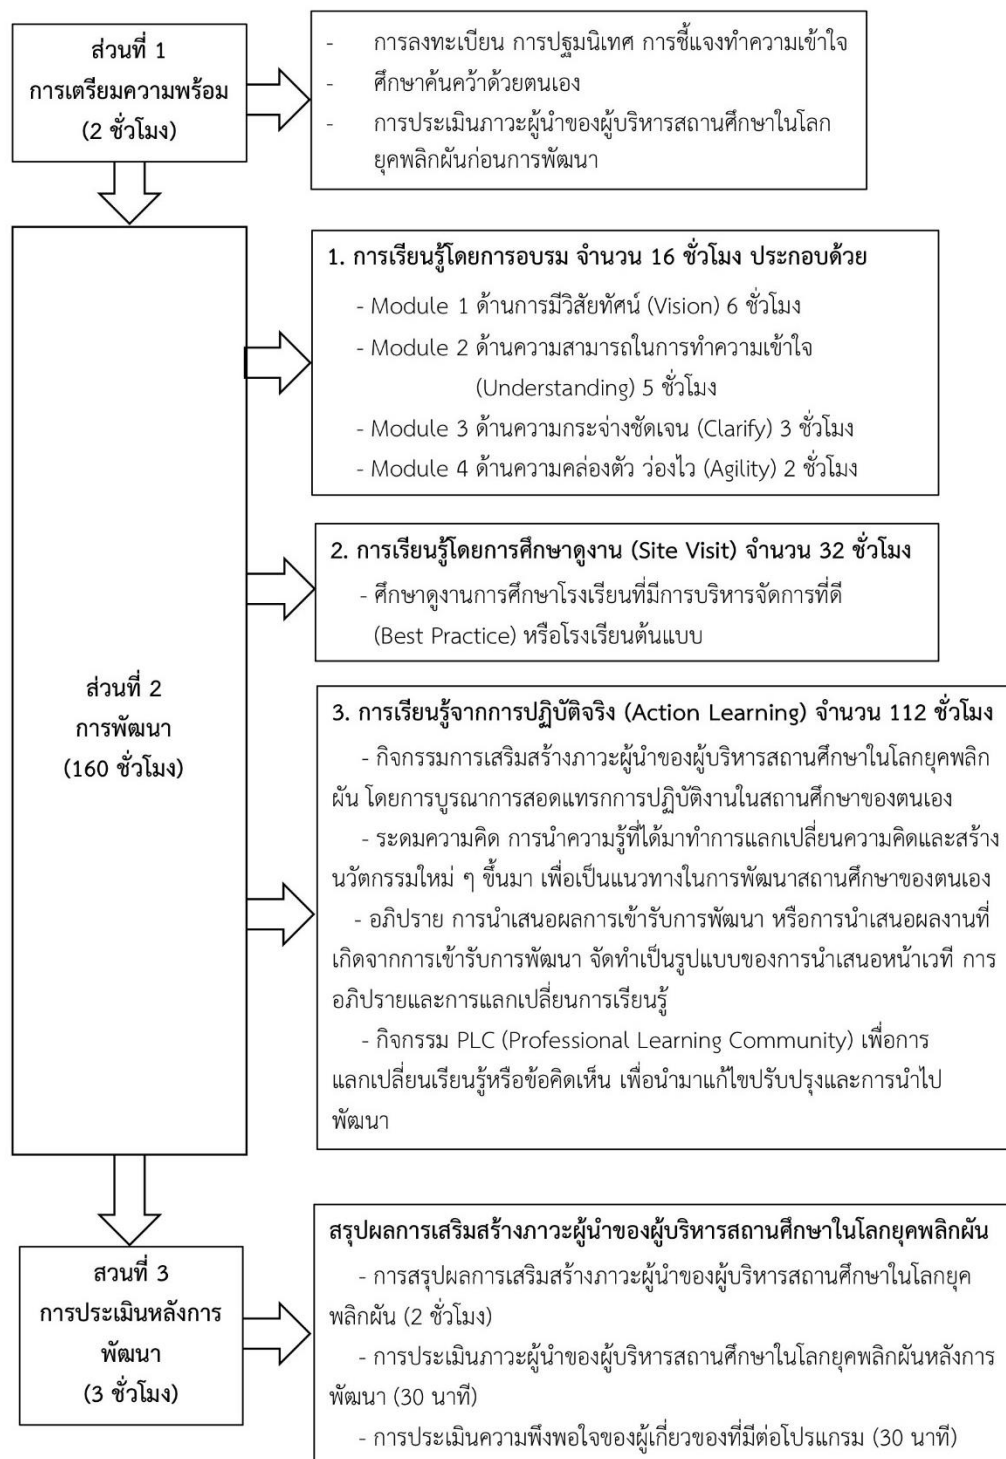 ส่วนที่ 1
การเตรียมความพร้อม
(2 ชั่วโมง)
- การลงทะเบียน การปฐมนิเทศ การชี้แจงทำความเข้าใจ
- ศึกษาค้นคว้าด้วยตนเอง
- การประเมินภาวะผู้นำของผู้บริหารสถานศึกษาในโลก
ยุคพลิกผันก่อนการพัฒนา
ส่วนที่ 2
การพัฒนา
(160 ชั่วโมง)
1. การเรียนรู้โดยการอบรม จำนวน 16 ชั่วโมง ประกอบด้วย
- Module 1 ด้านการมีวิสัยทัศน์ (Vision) 6 ชั่วโมง
- Module 2 ด้านความสามารถในการทำความเข้าใจ
(Understanding) 5 ชั่วโมง
- Module 3 ด้านความกระจ่างชัดเจน (Clarify) 3 ชั่วโมง
- Module 4 ด้านความคล่องตัว ว่องไว (Agility) 2 ชั่วโมง
2. การเรียนรู้โดยการศึกษาดูงาน (Site Visit) จำนวน 32 ชั่วโมง
- ศึกษาดูงานการศึกษาโรงเรียนที่มีการบริหารจัดการที่ดี
(Best Practice) หรือโรงเรียนต้นแบบ
3. การเรียนรู้จากการปฏิบัติจริง (Action Learning) จำนวน 112 ชั่วโมง
- กิจกรรมการเสริมสร้างภาวะผู้นำของผู้บริหารสถานศึกษาในโลกยุคพลิก
ผัน โดยการบูรณาการสอดแทรกการปฏิบัติงานในสถานศึกษาของตนเอง
- ระดมความคิด การนำความรู้ที่ได้มาทำการแลกเปลี่ยนความคิดและสร้าง
นวัตกรรมใหม่ ๆ ขึ้นมา เพื่อเป็นแนวทางในการพัฒนาสถานศึกษาของตนเอง
- อภิปราย การนำเสนอผลการเข้ารับการพัฒนา หรือการนำเสนอผลงานที่
เกิดจากการเข้ารับการพัฒนา จัดทำเป็นรูปแบบของการนำเสนอหน้าเวที การ
อภิปรายและการแลกเปลี่ยนการเรียนรู้
- กิจกรรม PLC (Professional Learning Community) เพื่อการ
แลกเปลี่ยนเรียนรู้หรือข้อคิดเห็น เพื่อนำมาแก้ไขปรับปรุงและการนำไป
พัฒนา
สวนที่ 3
การประเมินหลังการ
พัฒนา
(3 ชั่วโมง)
สรุปผลการเสริมสร้างภาวะผู้นำของผู้บริหารสถานศึกษาในโลกยุคพลิกผัน
- การสรุปผลการเสริมสร้างภาวะผู้นำของผู้บริหารสถานศึกษาในโลกยุค
พลิกผัน (2 ชั่วโมง)
- การประเมินภาวะผู้นำของผู้บริหารสถานศึกษาในโลกยุคพลิกผันหลังการ
พัฒนา (30 นาที)
- การประเมินความพึงพอใจของผู้เกี่ยวของที่มีต่อโปรแกรม (30 นาที)